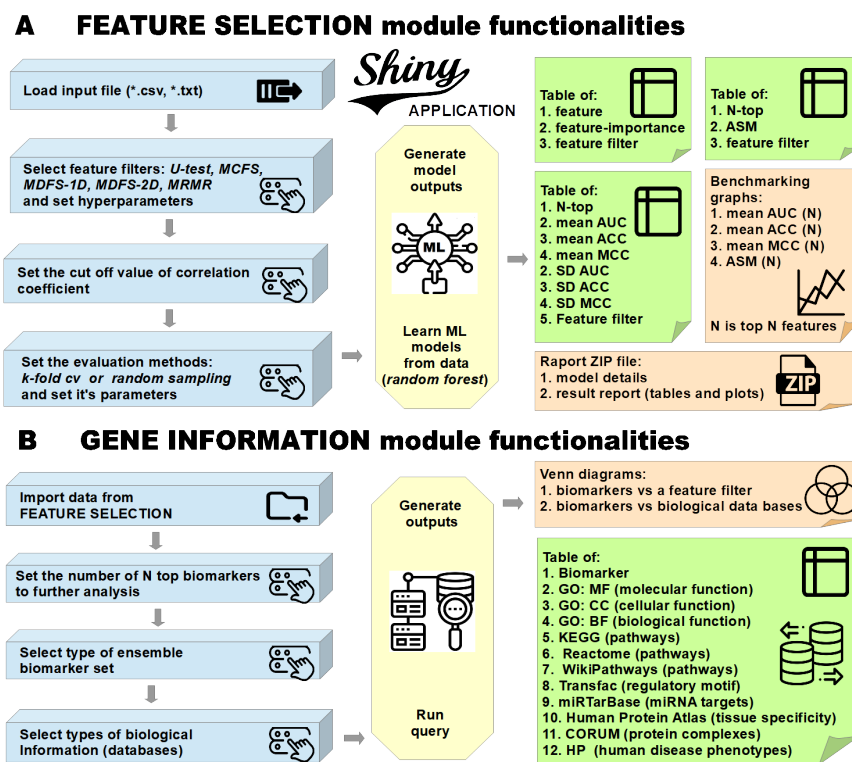 A FEATURE SELECTION module functionalities
Load input file (*.csv, *.txt)
Select feature filters: U-test, MCFS,
MDFS-1D, MDFS-2D, MRMR
and set hyperparameters
Set the cut off value of correlation
coefficient
Set the evaluation methods:
k-fold cv or random sampling
and set it's parameters
Shiny
APPLICATION
Generate
model
outputs
ML
Learn ML
models
from data
(random forest)
Table of:
1. feature
2. feature-importance
3. feature filter
Table of:
1. N-top
2. ASM
3. feature filter
Table of:
1. N-top
2. mean AUC
3. mean ACC
4. mean MCC
2. SD AUC
3. SD ACC
4. SD MCC
5. Feature filter
Benchmarking
graphs:
1. mean AUC (N)
2. mean ACC (N)
3. mean MCC (N)
4. ASM (N)
N is top N features
Raport ZIP file:
1. model details
2. result report (tables and plots)
ZIP
B GENE INFORMATION module functionalities
Import data from
FEATURE SELECTION
Set the number of N top biomarkers
to further analysis
Select type of ensemble
biomarker set
Select types of biological
Information (databases)
Generate
outputs
Run
query
Venn diagrams:
1. biomarkers vs a feature filter
2. biomarkers vs biological data bases
Table of:
1. Biomarker
2. GO: MF (molecular function)
3. GO: CC (cellular function)
4. GO: BF (biological function)
5. KEGG (pathways)
6. Reactome (pathways)
7. WikiPathways (pathways)
8. Transfac (regulatory motif)
9. miRTarBase (miRNA targets)
10. Human Protein Atlas (tissue specificity)
11. CORUM (protein complexes)
12. HP (human disease phenotypes)